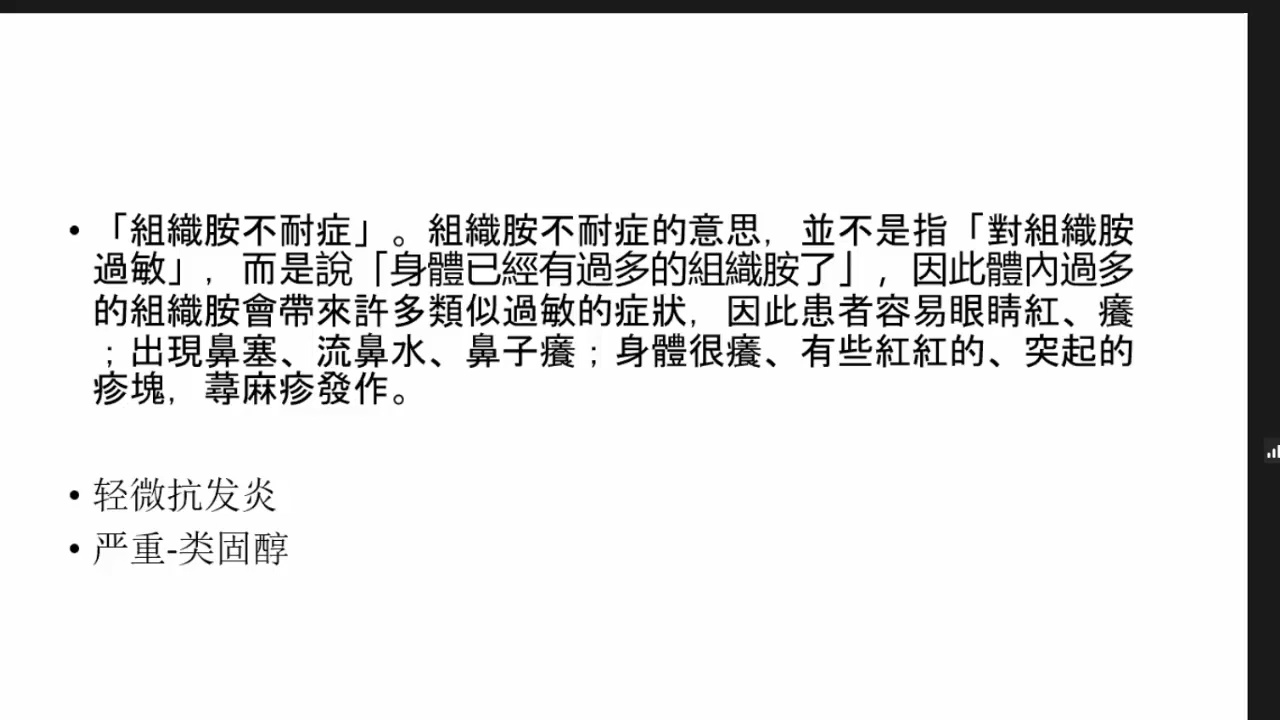 • 「組織胺不耐症」。組織胺不耐症的意思，並不是指「對組織胺
過敏」，而是說「身體已經有過多的組織胺了」，因此體內過多
的組織胺會帶來許多類似過敏的症狀，因此患者容易眼睛紅、癢
；出現鼻塞、流鼻水、鼻子癢；身體很癢、有些紅紅的、突起的
疹塊，蕁麻疹發作。
• 轻微抗发炎
• 严重-类固醇